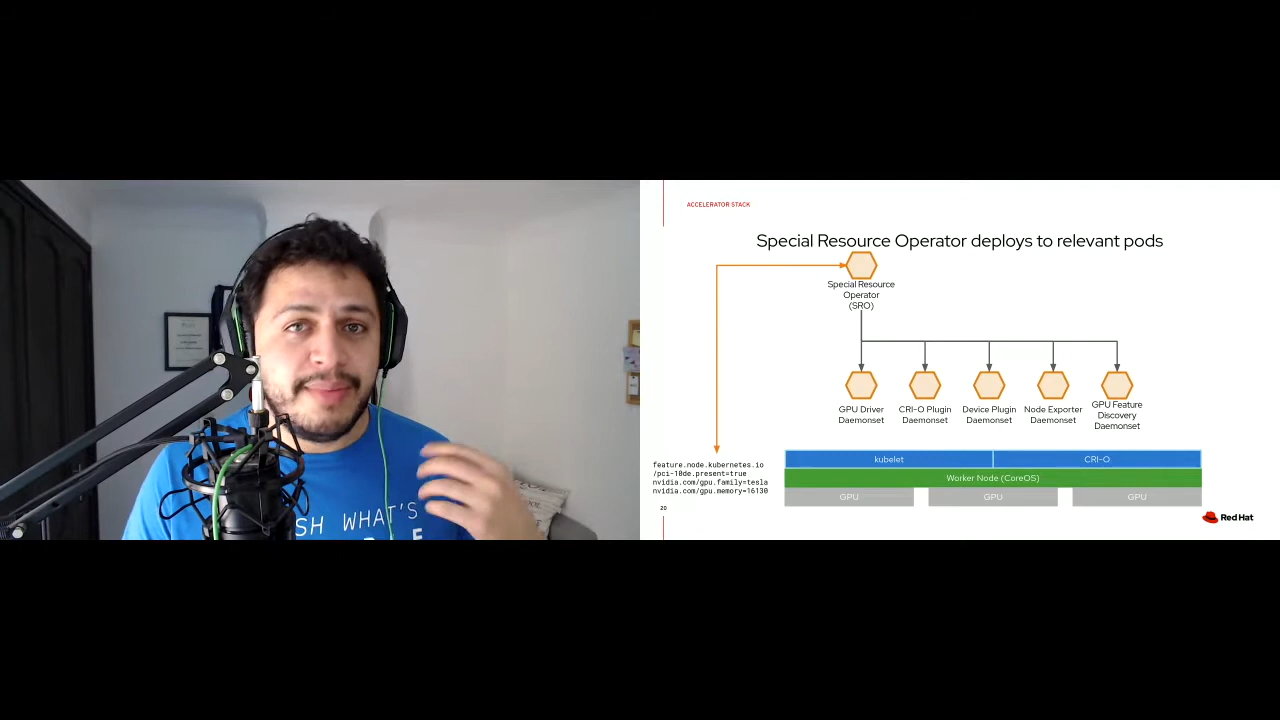 SH WHAT'S
ACCELERATOR STACK
Special Resource Operator deploys to relevant pods
Special Resource
Operator
(SRO)
GPU Driver
Daemonset
CRI-O Plugin
Daemonset
Device Plugin
Daemonset
Node Exporter
Daemonset
GPU Feature
Discovery
Daemonset
feature.node.kubernetes.io
/pci-10de.present=true
nvidia.com/gpu.family=tesla
nvidia.com/gpu.memory=16130
kubelet
CRI-O
Worker Node (CoreOS)
GPU
GPU
GPU
20
Red Hat